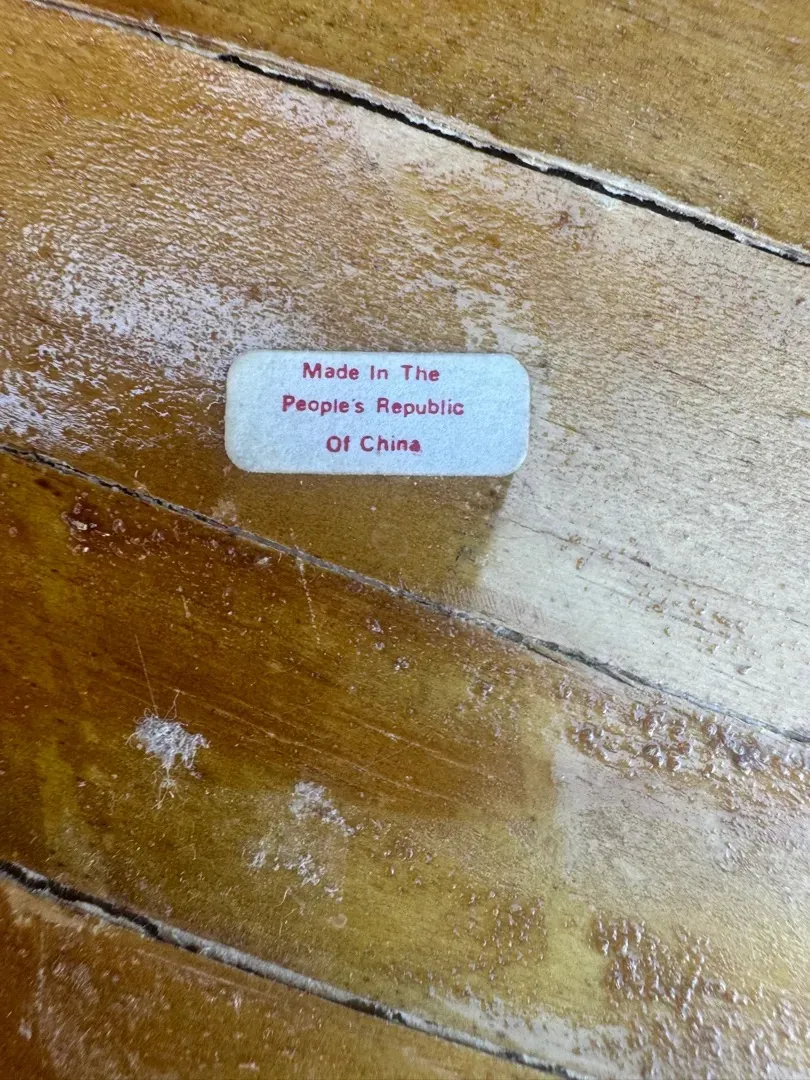 Made In The
People's Republic
Of China